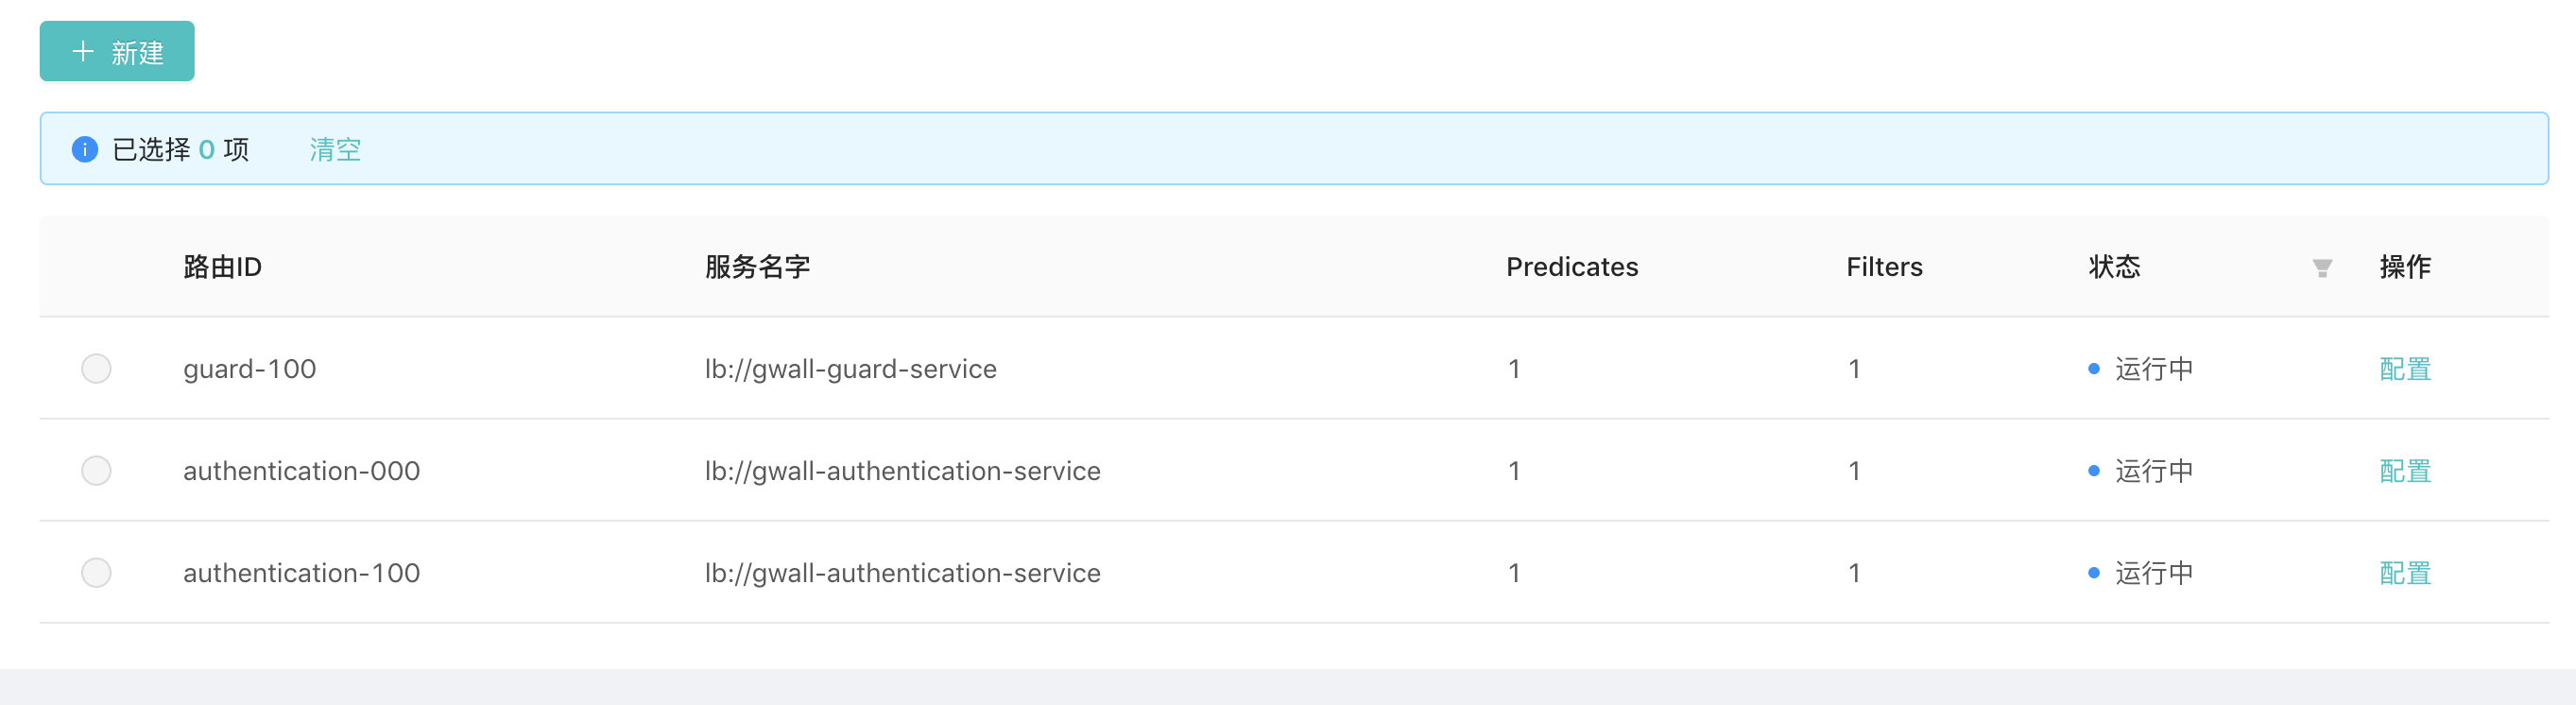 新建
已选择 0 项 清空
路由ID 服务名字 Predicates Filters 状态 操作
guard-100 lb://gwall-guard-service 1 1 运行中 配置
authentication-000 lb://gwall-authentication-service 1 1 运行中 配置
authentication-100 lb://gwall-authentication-service 1 1 运行中 配置